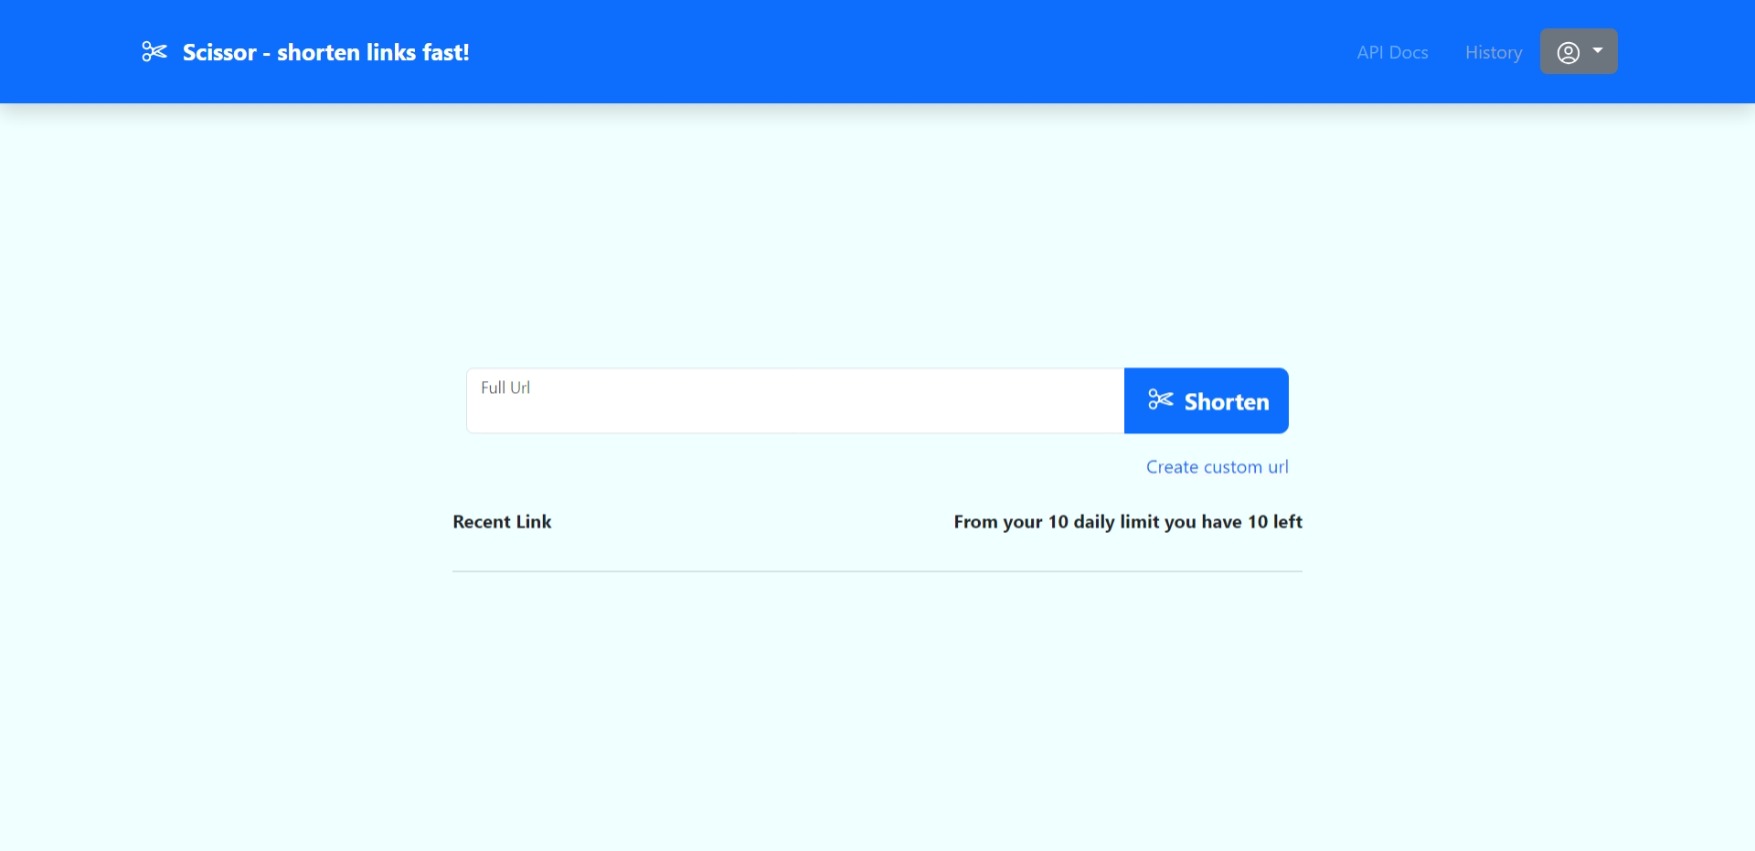 Scissor - shorten links fast!
API Docs
History
Full Url
Shorten
Create custom url
Recent Link
From your 10 daily limit you have 10 left